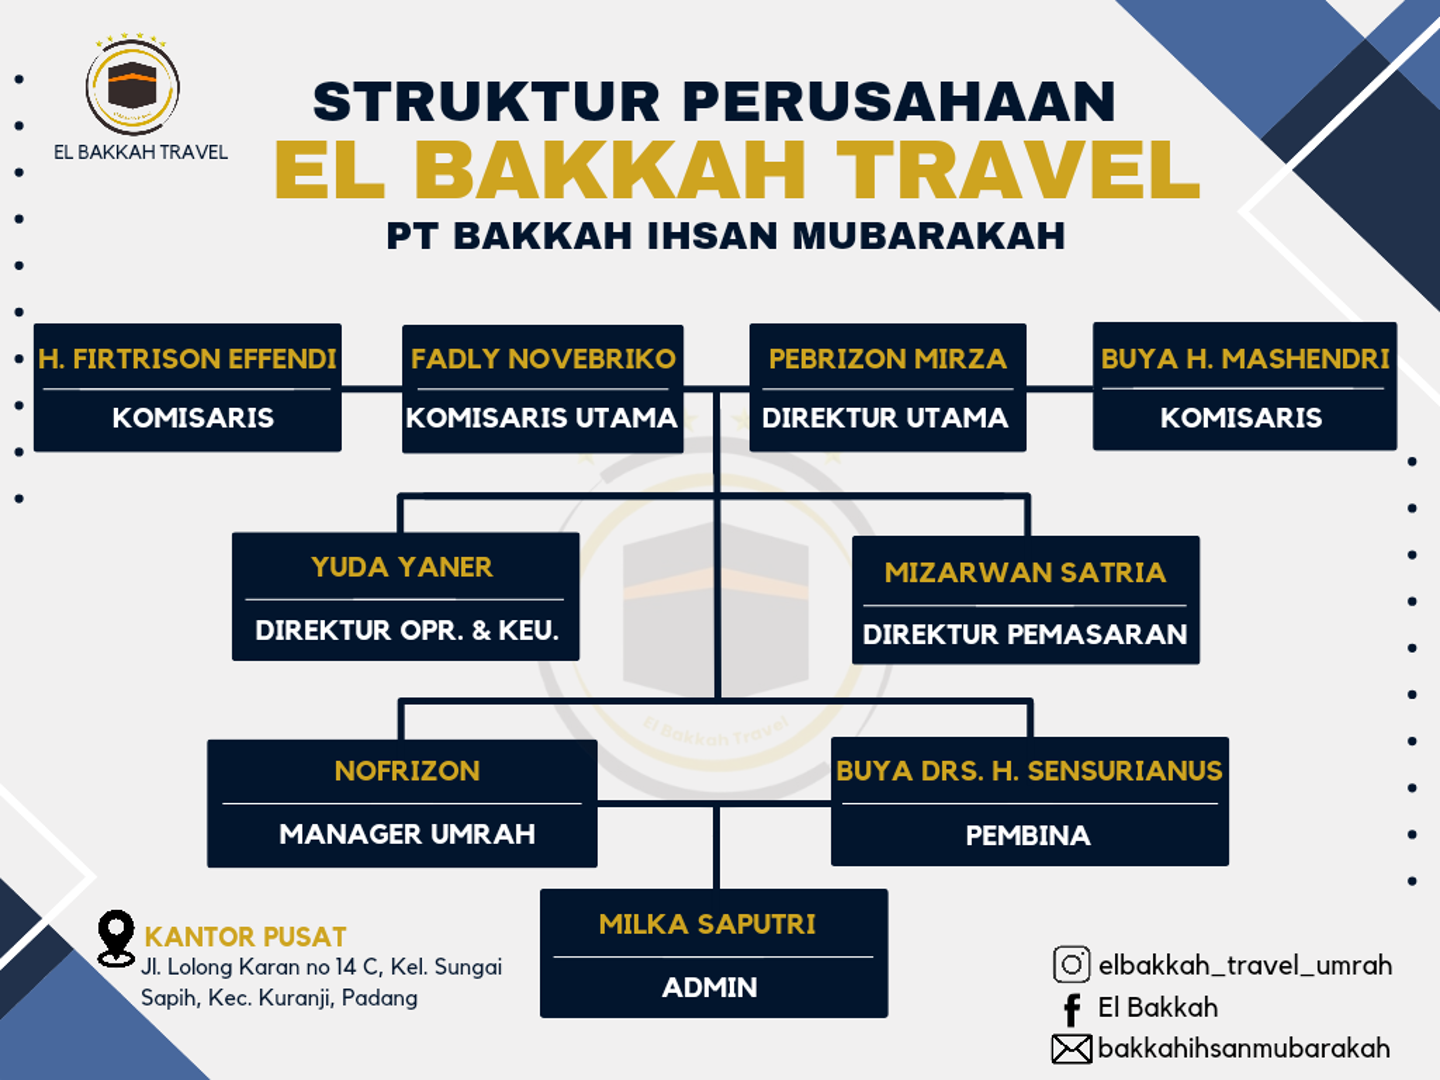 EL BAKKAH TRAVEL
STRUKTUR PERUSAHAAN
EL BAKKAH TRAVEL
PT BAKKAH IHSAN MUBARAKAH
H. FIRTRISON EFFENDI
KOMISARIS
FADLY NOVEBRIKO
KOMISARIS UTAMA
PEBRIZON MIRZA
DIREKTUR UTAMA
BUYA H. MASHENDRI
KOMISARIS
YUDA YANER
DIREKTUR OPR. & KEU.
MIZARWAN SATRIA
DIREKTUR PEMASARAN
El Bakkah Travel
NOFRIZON
MANAGER UMRAH
BUYA DRS. H. SENSURIANUS
PEMBINA
MILKA SAPUTRI
ADMIN
KANTOR PUSAT
Jl. Lolong Karan no 14 C, Kel. Sungai
Sapih, Kec. Kuranji, Padang
elbakkah_travel_umrah
El Bakkah
bakkahihsanmubarakah